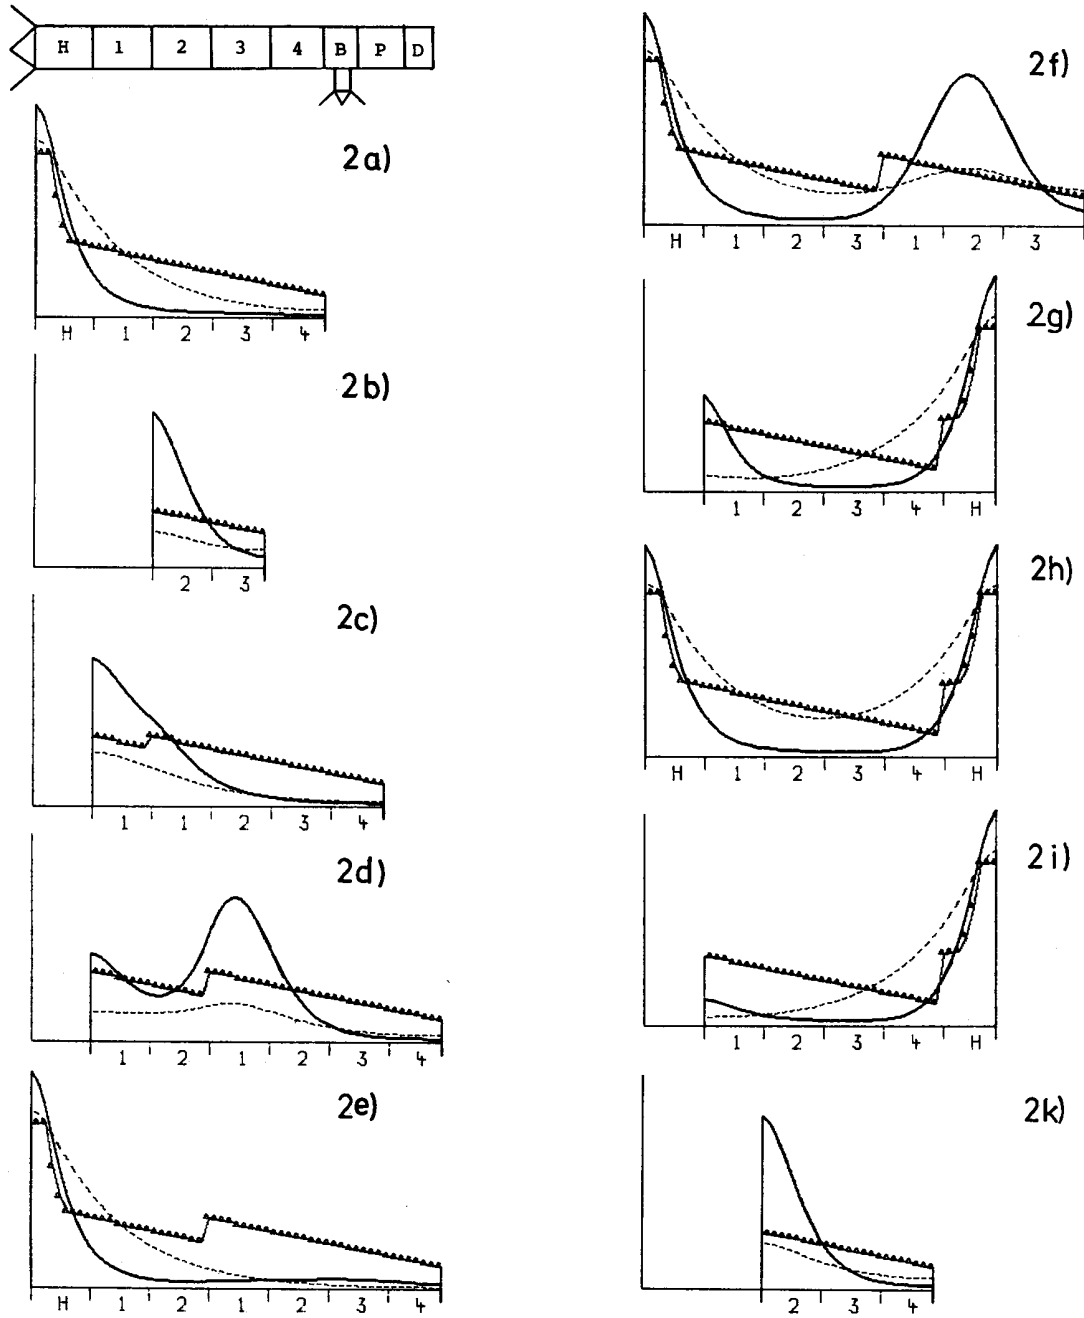 H 1 2 3 4 B P D
2a)
H 1 2 3 4
2b)
2 3
2c)
1 1 2 3 4
2d)
1 2 1 2 3 4
2e)
H 1 2 1 2 3 4
2f)
H 1 2 3 1 2 3
2g)
1 2 3 4 H
2h)
H 1 2 3 4 H
2i)
1 2 3 4 H
2k)
2 3 4